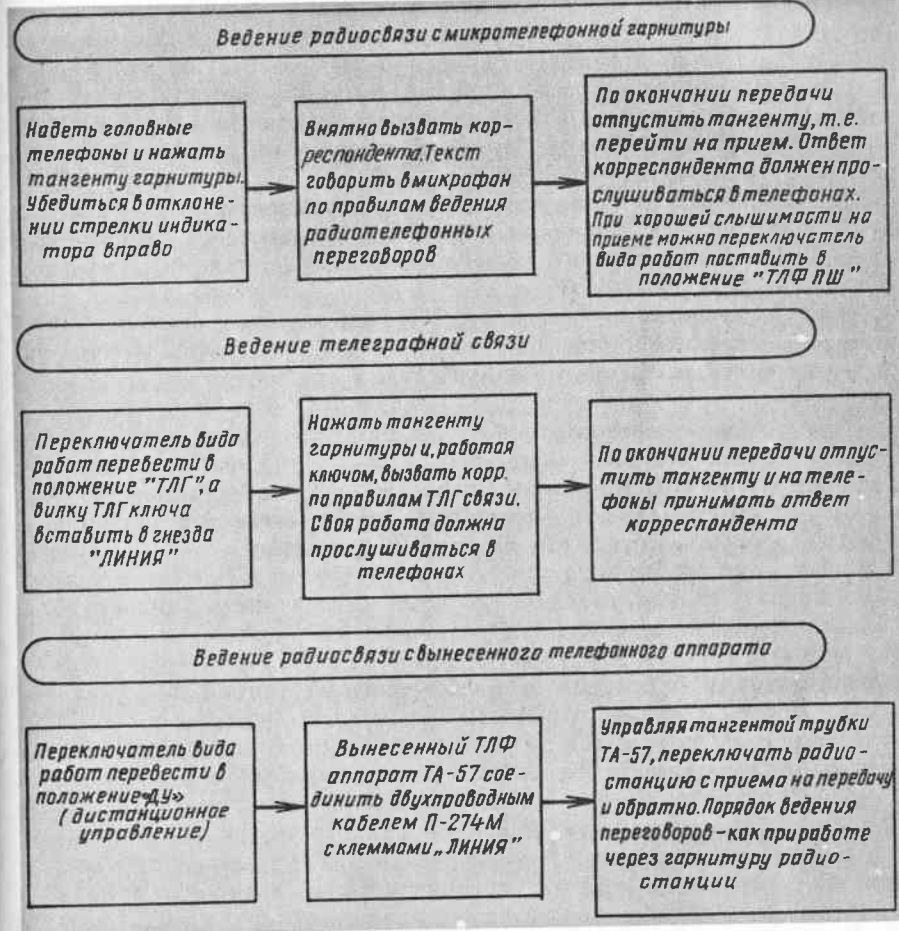 Ведение радиосвязи с микротелефонной гарнитуры
Надеть головные
телефоны и нажать
тангенту гарнитуры.
Убедиться в отклоне-
нии стрелки индика-
тора вправо
Внятно вызвать кор-
респондента. Текст
говорить в микрофон
по правилам ведения
радиотелефонных
переговоров
По окончании передачи
отпустить тангенту, т.е.
перейти на прием. Ответ
корреспондента должен про-
слушиваться в телефонах.
При хорошей слышимости на
приеме можно переключатель
вида работ поставить в
положение "ТЛФ ПШ"
Ведение телеграфной связи
Переключатель вида
работ перевести в
положение "ТЛГ", а
вилку ТЛГ ключа
вставить в гнезда
"ЛИНИЯ"
Нажать тангенту
гарнитуры и, работая
ключом, вызвать корр.
по правилам ТЛГ связи.
Своя работа должна
прослушиваться в
телефонах
По окончании передачи отпус-
тить тангенту и на теле-
фоны принимать ответ
корреспондента
Ведение радиосвязи с вынесенного телефонного аппарата
Переключатель вида
работ перевести в
положение «ДУ»
(дистанционное
управление)
Вынесенный ТЛФ
аппарат ТА-57 сое-
динить двухпроводным
кабелем П-274М
с клеммами „ЛИНИЯ"
Управляя тангентой трубки
ТА-57, переключать радио-
станцию с приема на передачу
и обратно. Порядок ведения
переговоров – как при работе
через гарнитуру радио-
станции